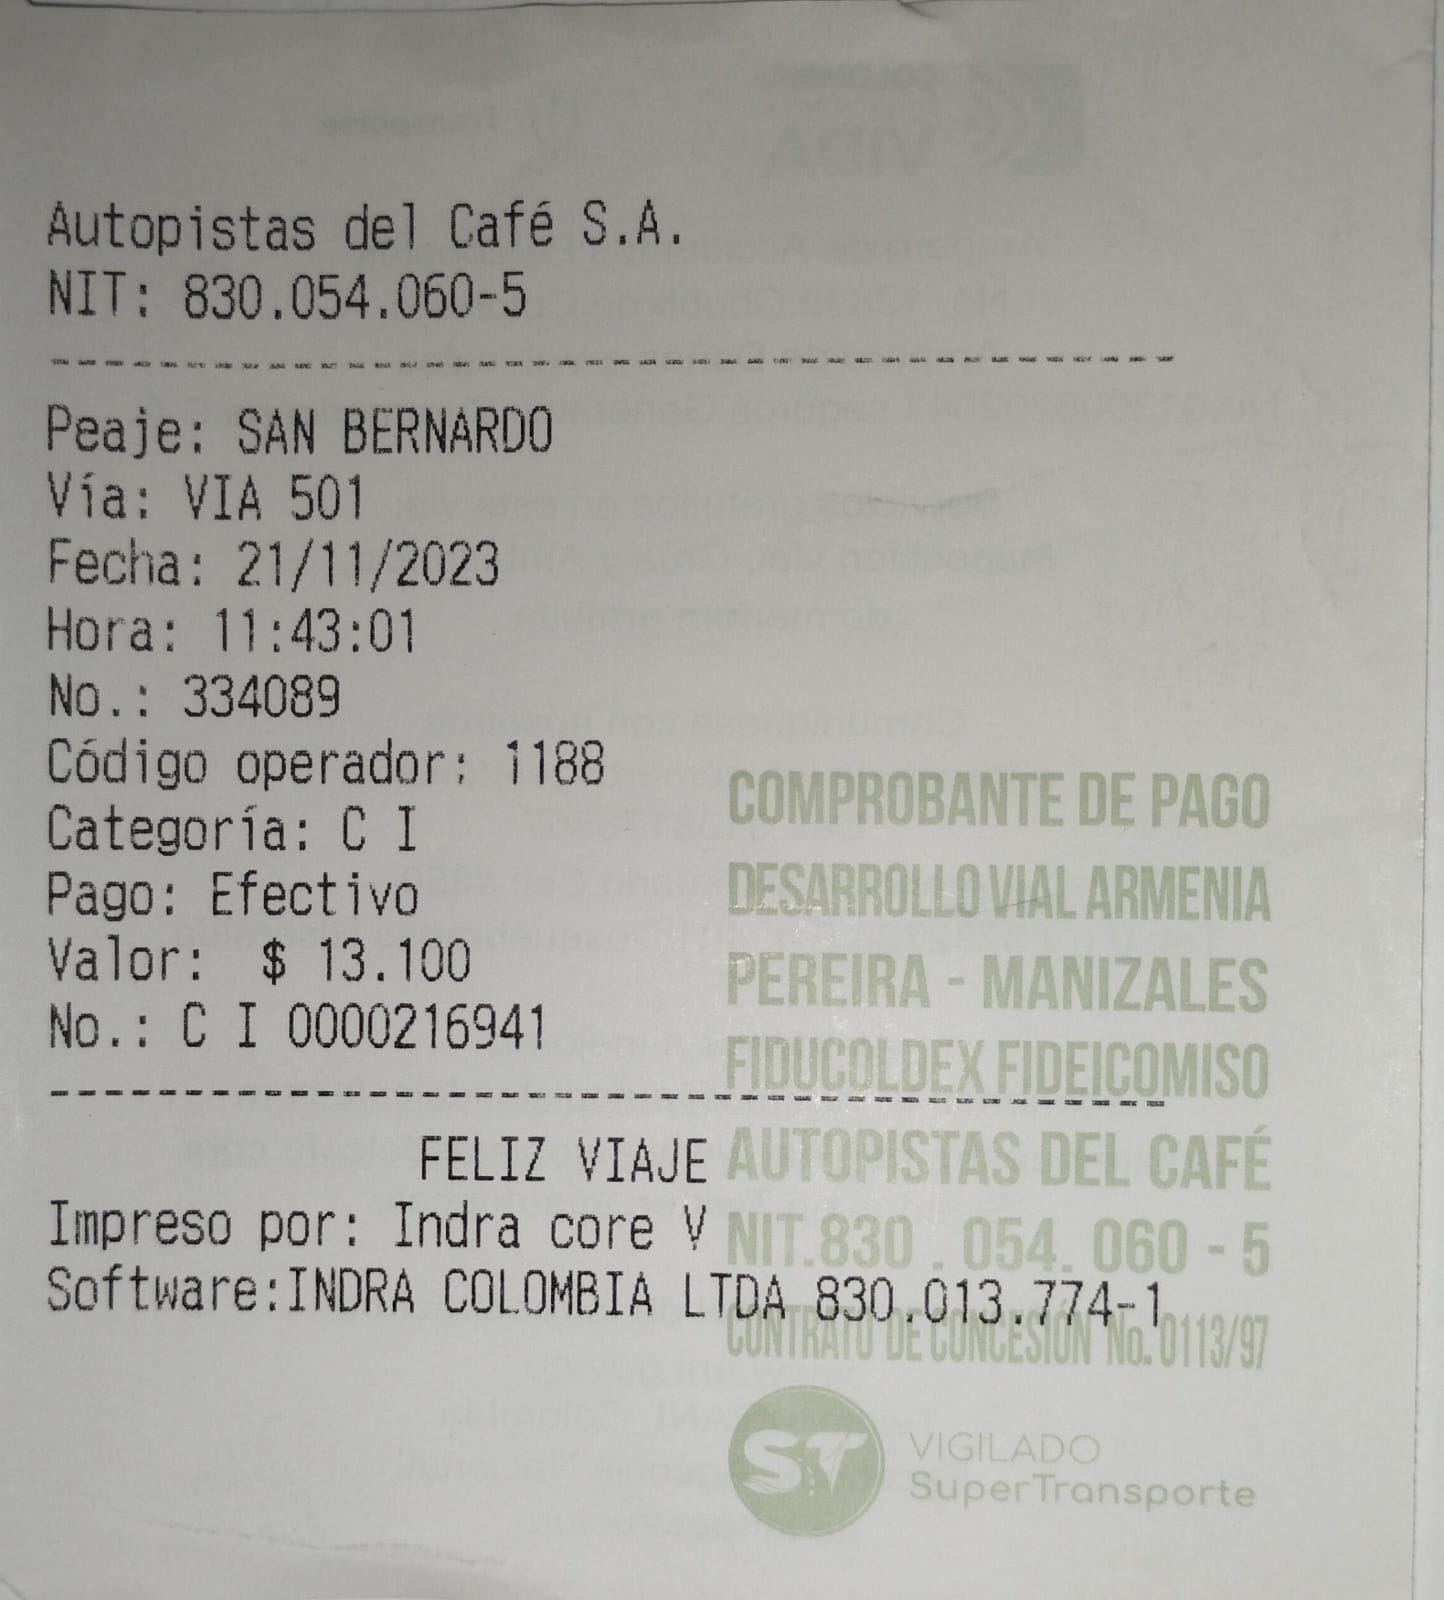 Autopistas del Café S.A.
NIT: 830.054.060-5
Peaje: SAN BERNARDO
Vía: VIA 501
Fecha: 21/11/2023
Hora: 11:43:01
No.: 334089
Código operador: 1188
Categoría: C I
Pago: Efectivo
Valor: $ 13.100
No.: C I 0000216941
FELIZ VIAJE
Impreso por: Indra core V
Software:INDRA COLOMBIA LTDA 830.013.774-1
COMPROBANTE DE PAGO
DESARROLLO VIAL ARMENIA
PEREIRA - MANIZALES
FIDUCOLDEX FIDEICOMISO
AUTOPISTAS DEL CAFÉ
NIT.830 . 054. 060 - 5
CONTRATO DE CONCESIÓN No. 0113/97
ST
VIGILADO
SuperTransporte